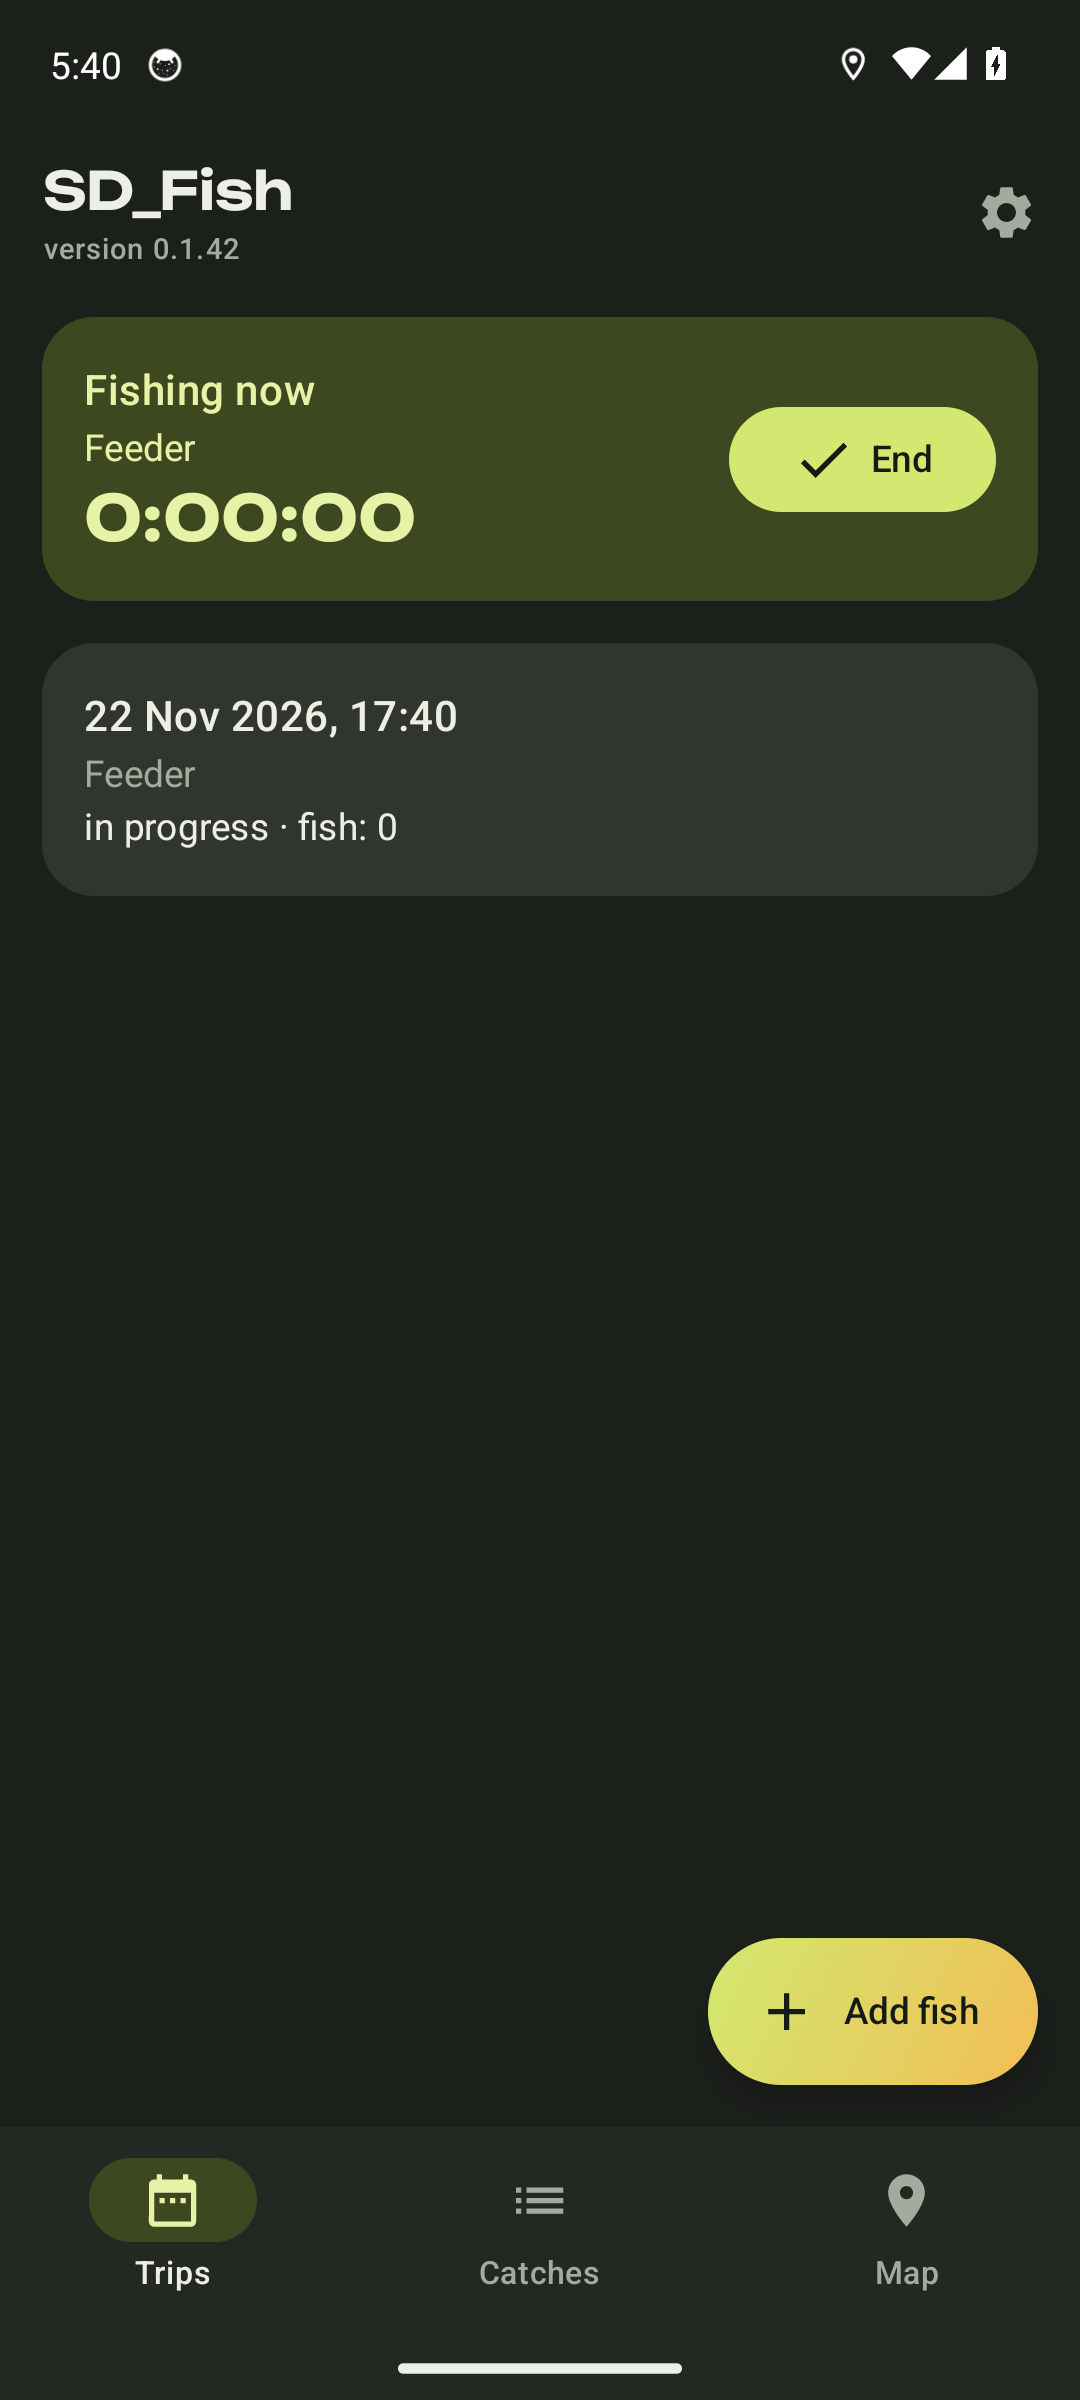 5:40
SD_Fish
version 0.1.42
Fishing now
Feeder
0:00:00
End
22 Nov 2026, 17:40
Feeder
in progress · fish: 0
Add fish
Trips
Catches
Map